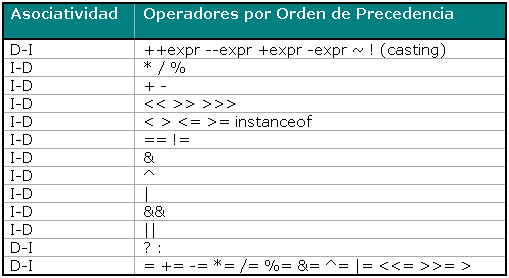 Asociatividad Operadores por Orden de Precedencia
D-I ++expr --expr +expr -expr ~ ! (casting)
I-D * / %
I-D + -
I-D << >> >>>
I-D < > <= >= instanceof
I-D == !=
I-D &
I-D ^
I-D |
I-D &&
I-D ||
D-I ? :
D-I = += -= *= /= %= &= ^= |= <<= >>= >